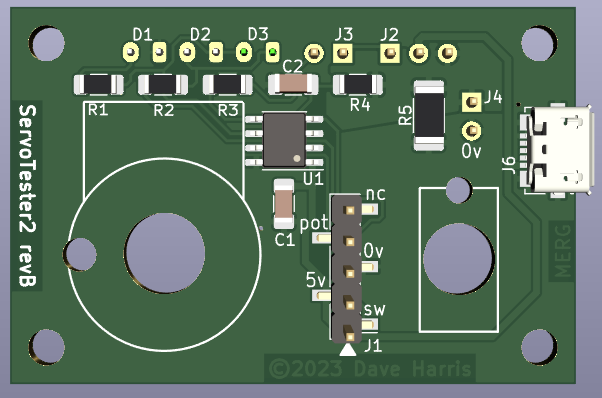 D1 D2 D3 J3 J2
C2
R1 R2 R3 R4 R5 J4
0v
J6
U1
ServoTester2 revB
C1
nc
pot
0v
5v
sw
J1
MERG
©2023 Dave Harris